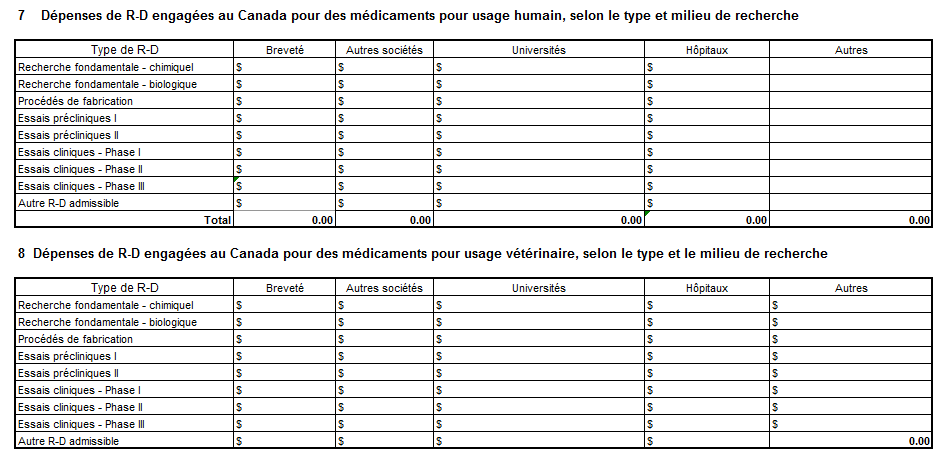 7 Dépenses de R-D engagées au Canada pour des médicaments pour usage humain, selon le type et milieu de recherche
Type de R-D Breveté Autres sociétés Universités Hôpitaux Autres
Recherche fondamentale - chimiquel $ $ $ $
Recherche fondamentale - biologique $ $ $ $
Procédés de fabrication $ $ $ $
Essais précliniques I $ $ $ $
Essais précliniques II $ $ $ $
Essais cliniques - Phase I $ $ $ $
Essais cliniques - Phase II $ $ $ $
Essais cliniques - Phase III $ $ $ $
Autre R-D admissible $ $ $ $
Total 0.00 0.00 0.00 0.00 0.00
8 Dépenses de R-D engagées au Canada pour des médicaments pour usage vétérinaire, selon le type et le milieu de recherche
Type de R-D Breveté Autres sociétés Universités Hôpitaux Autres
Recherche fondamentale - chimiquel $ $ $ $ $
Recherche fondamentale - biologique $ $ $ $ $
Procédés de fabrication $ $ $ $ $
Essais précliniques I $ $ $ $ $
Essais précliniques II $ $ $ $ $
Essais cliniques - Phase I $ $ $ $ $
Essais cliniques - Phase II $ $ $ $ $
Essais cliniques - Phase III $ $ $ $ $
Autre R-D admissible $ $ $ $ 0.00